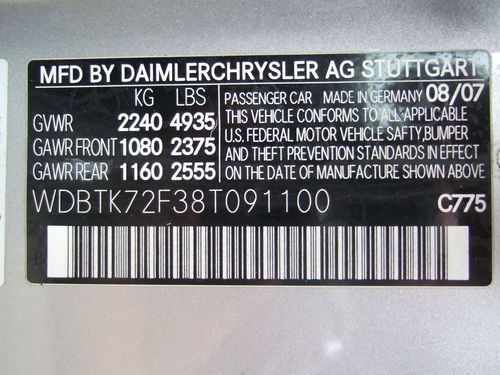 MFD BY DAIMLERCHRYSLER AG STUTTGART
KG LBS
GVWR 2240 4935
GAWR FRONT 1080 2375
GAWR REAR 1160 2555
PASSENGER CAR MADE IN GERMANY 08/07
THIS VEHICLE CONFORMS TO ALL APPLICABLE
U.S. FEDERAL MOTOR VEHICLE SAFTY, BUMPER
AND THEFT PREVENTION STANDARDS IN EFFECT
ON THE DATE OF MANUFACTURE SHOWN ABOVE
WDBTK72F38T091100 C775